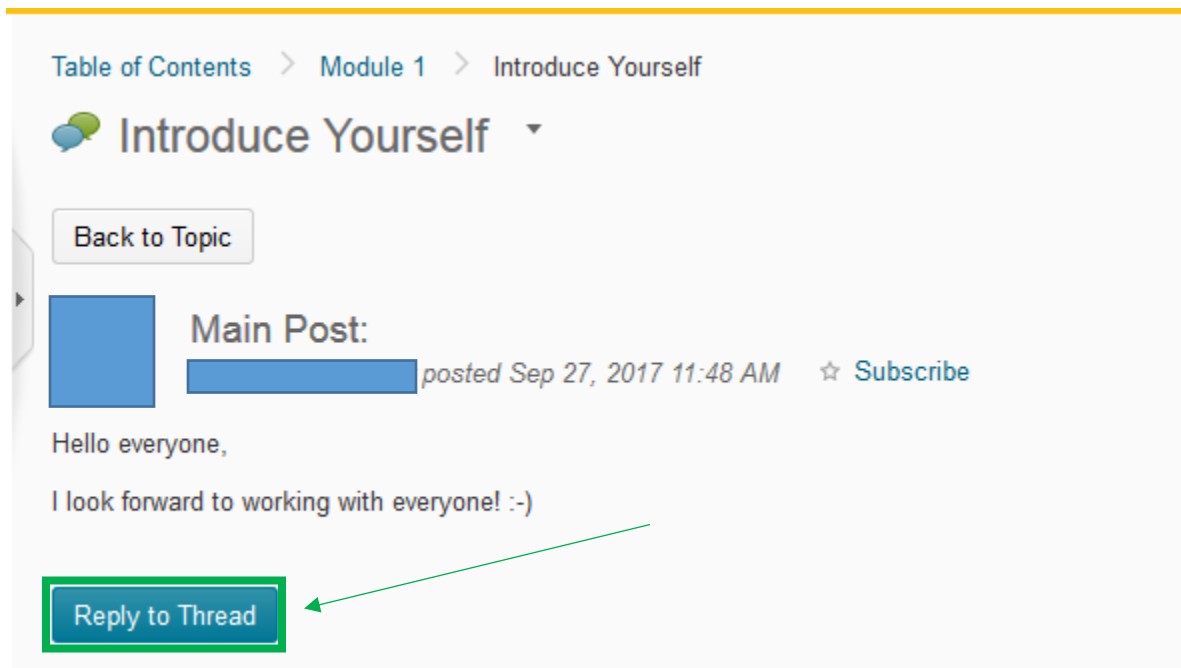 Table of Contents > Module 1 > Introduce Yourself
Introduce Yourself
Back to Topic
Main Post:
posted Sep 27, 2017 11:48 AM Subscribe
Hello everyone,
I look forward to working with everyone! :-)
Reply to Thread